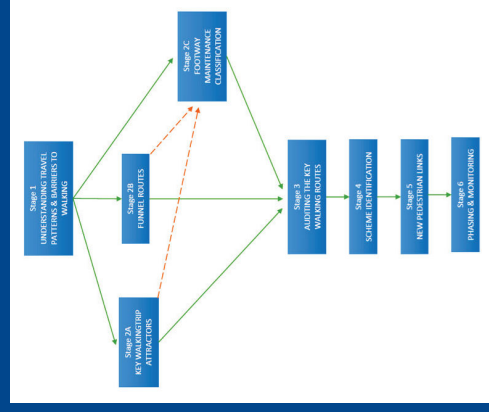 Stage 1
UNDERSTANDING TRAVEL
PATTERNS & BARRIERS TO
WALKING
Stage 2A
KEY WALKINGTRIP
ATTRACTORS
Stage 2B
FUNNEL ROUTES
Stage 2C
FOOTWAY
MAINTENANCE
CLASSIFICATION
Stage 3
AUDITING THE KEY
WALKING ROUTES
Stage 4
SCHEME IDENTIFICATION
Stage 5
NEW PEDESTRIAN LINKS
Stage 6
PHASING & MONITORING